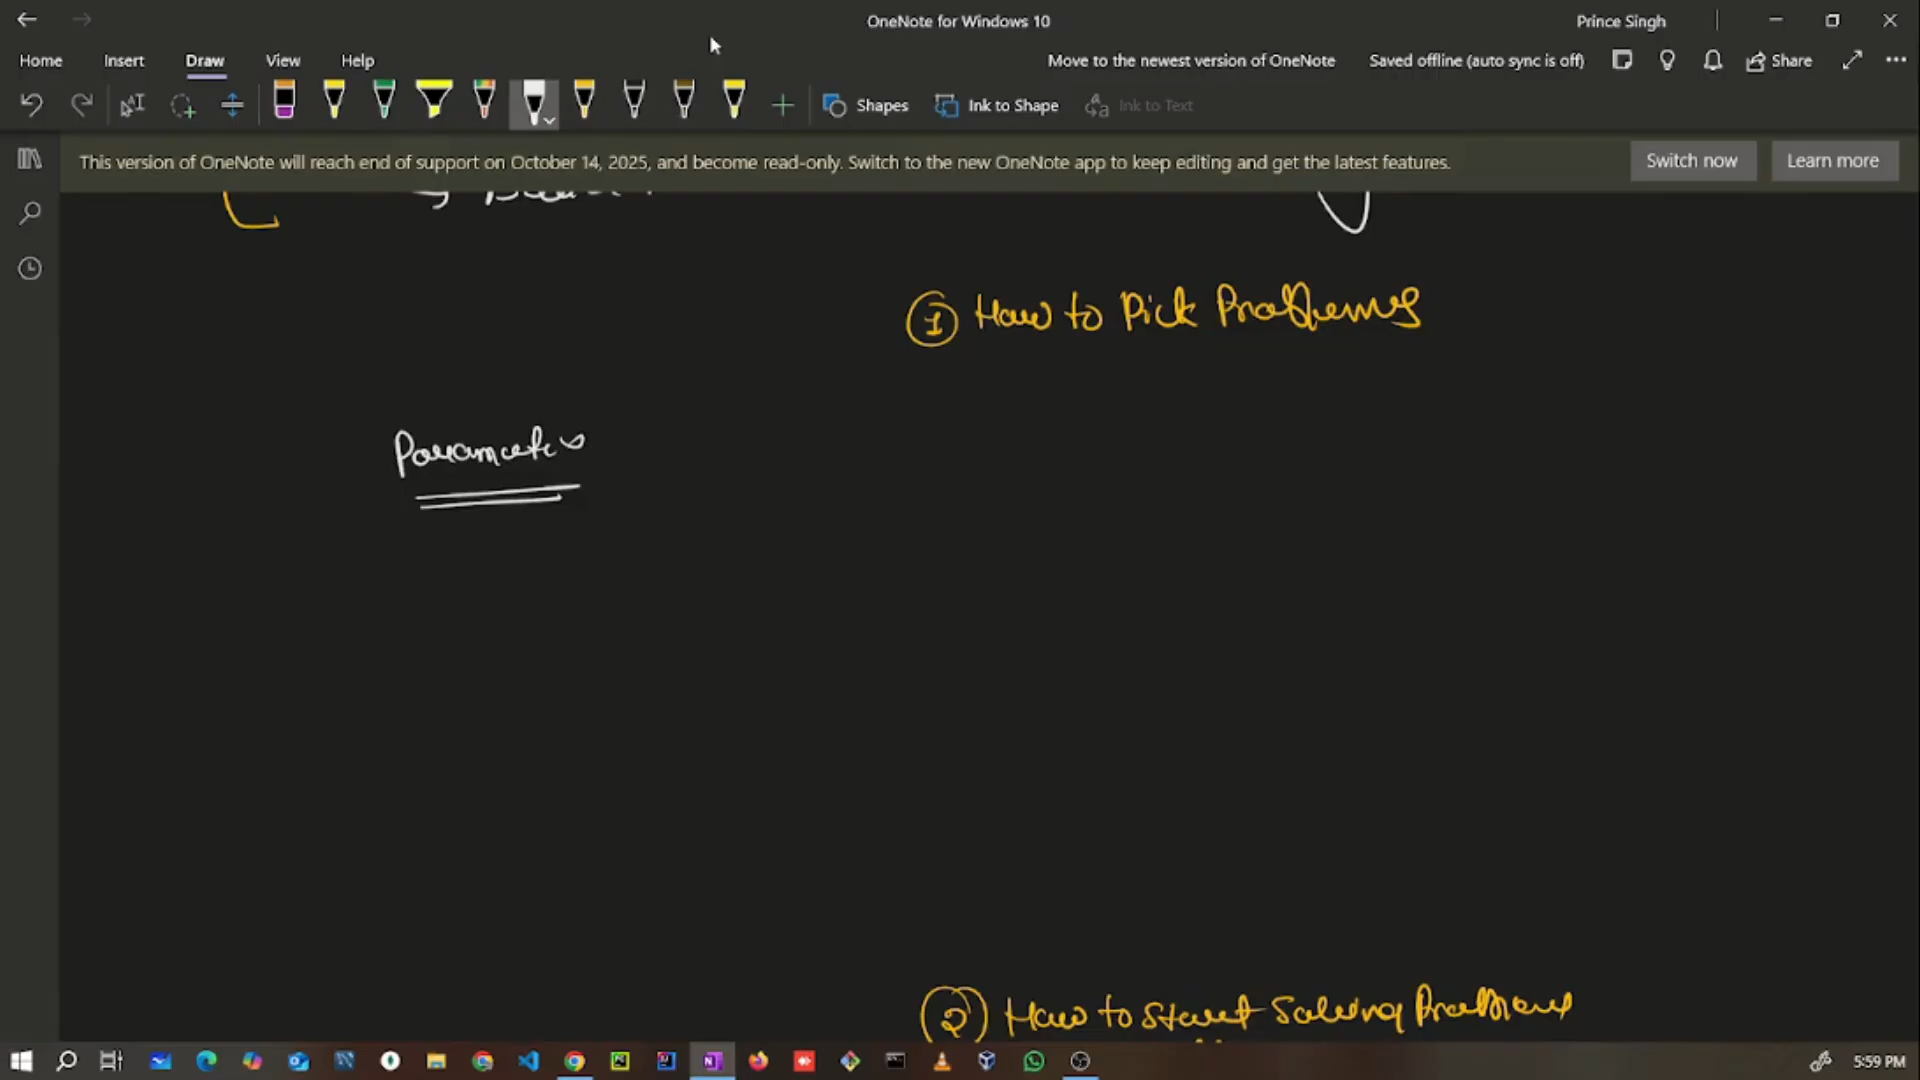 OneNote for Windows 10
Prince Singh
Home Insert Draw View Help
Move to the newest version of OneNote Saved offline (auto sync is off) Share
Shapes Ink to Shape Ink to Text
This version of OneNote will reach end of support on October 14, 2025, and become read-only. Switch to the new OneNote app to keep editing and get the latest features. Switch now Learn more
1 How to Pick Problems
Parameters
2 How to Start Solving Problems
5:59 PM